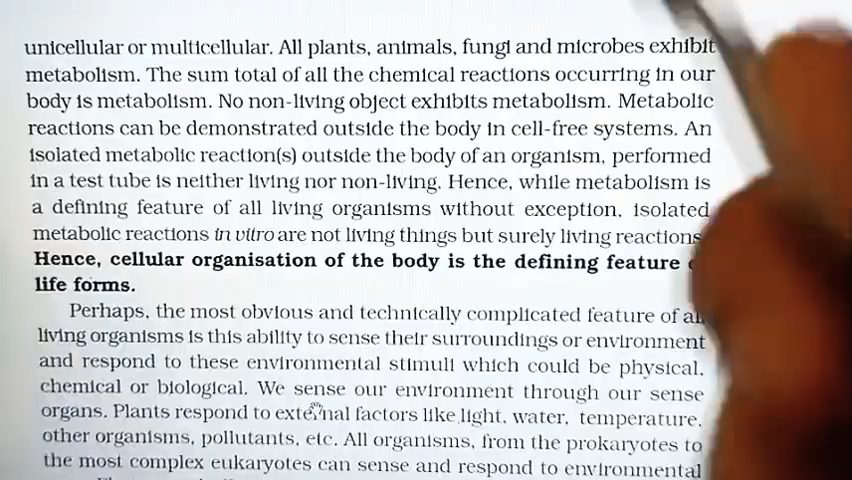 unicellular or multicellular. All plants, animals, fungi and microbes exhibit
metabolism. The sum total of all the chemical reactions occurring in our
body is metabolism. No non-living object exhibits metabolism. Metabolic
reactions can be demonstrated outside the body in cell-free systems. An
isolated metabolic reaction(s) outside the body of an organism, performed
in a test tube is neither living nor non-living. Hence, while metabolism is
a defining feature of all living organisms without exception, isolated
metabolic reactions in vitro are not living things but surely living reactions
Hence, cellular organisation of the body is the defining feature
life forms.
Perhaps, the most obvious and technically complicated feature of all
living organisms is this ability to sense their surroundings or environment
and respond to these environmental stimuli which could be physical,
chemical or biological. We sense our environment through our sense
organs. Plants respond to external factors like light, water, temperature,
other organisms, pollutants, etc. All organisms, from the prokaryotes to
the most complex eukaryotes can sense and respond to environmental